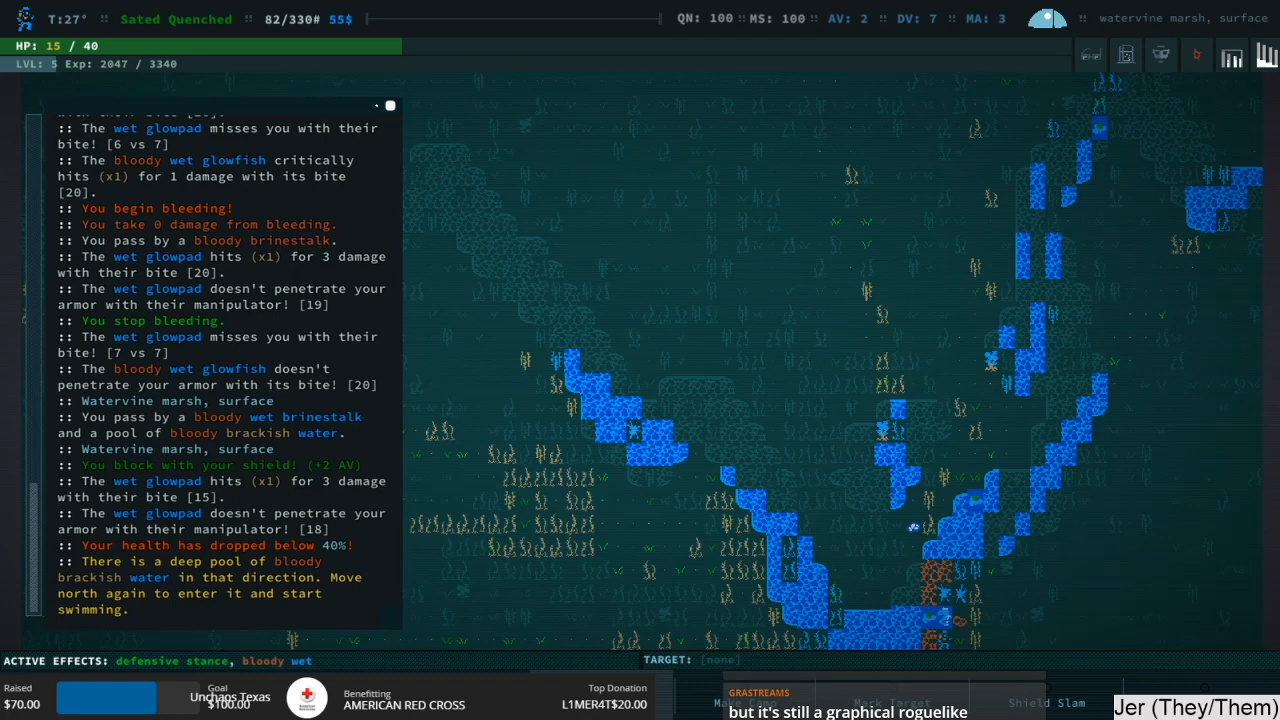 T:27° :: Sated Quenched :: 82/330# 55$
QN: 100 :: MS: 100 :: AV: 2 :: DV: 7 :: MA: 3
:: watervine marsh, surface
HP: 15 / 40
LVL: 5 Exp: 2047 / 3340
:: The wet glowpad misses you with their
bite! [6 vs 7]
:: The bloody wet glowfish critically
hits (x1) for 1 damage with its bite
[20].
:: You begin bleeding!
:: You take 0 damage from bleeding.
:: You pass by a bloody brinestalk.
:: The wet glowpad hits (x1) for 3 damage
with their bite [20].
:: The wet glowpad doesn't penetrate your
armor with their manipulator! [19]
:: You stop bleeding.
:: The wet glowpad misses you with their
bite! [7 vs 7]
:: The bloody wet glowfish doesn't
penetrate your armor with its bite! [20]
:: Watervine marsh, surface
:: You pass by a bloody wet brinestalk
and a pool of bloody brackish water.
:: Watervine marsh, surface
:: You block with your shield! (+2 AV)
:: The wet glowpad hits (x1) for 3 damage
with their bite [15].
:: The wet glowpad doesn't penetrate your
armor with their manipulator! [18]
:: Your health has dropped below 40%!
:: There is a deep pool of bloody
brackish water in that direction. Move
north again to enter it and start
swimming.
ACTIVE EFFECTS: defensive stance, bloody wet
TARGET: [none]
Raised
$70.00
Goal
$100.00
Unchaos Texas
Benefitting
AMERICAN RED CROSS
Top Donation
L1MER4T$20.00
GRASTREAMS
but it's still a graphical roguelike
Make Camp
Mark Target
Shield Slam
Jer (They/Them)